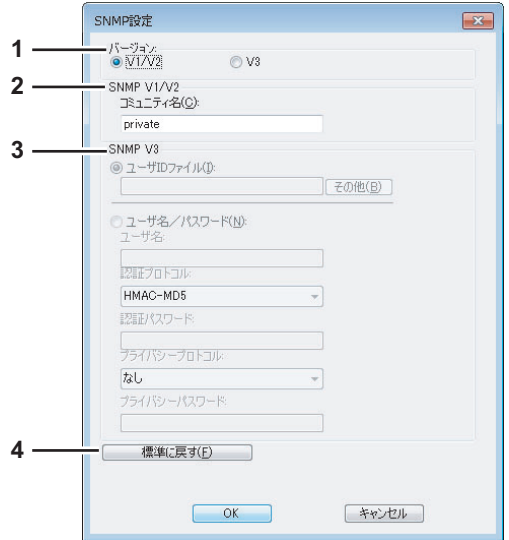 SNMP設定
1
バージョン:
V1/V2 V3
2
SNMP V1/V2
コミュニティ名(C):
private
3
SNMP V3
ユーザIDファイル(I):
その他(B)
ユーザ名/パスワード(N):
ユーザ名:
認証プロトコル:
HMAC-MD5
認証パスワード:
プライバシープロトコル:
なし
プライバシーパスワード:
4
標準に戻す(F)
OK キャンセル